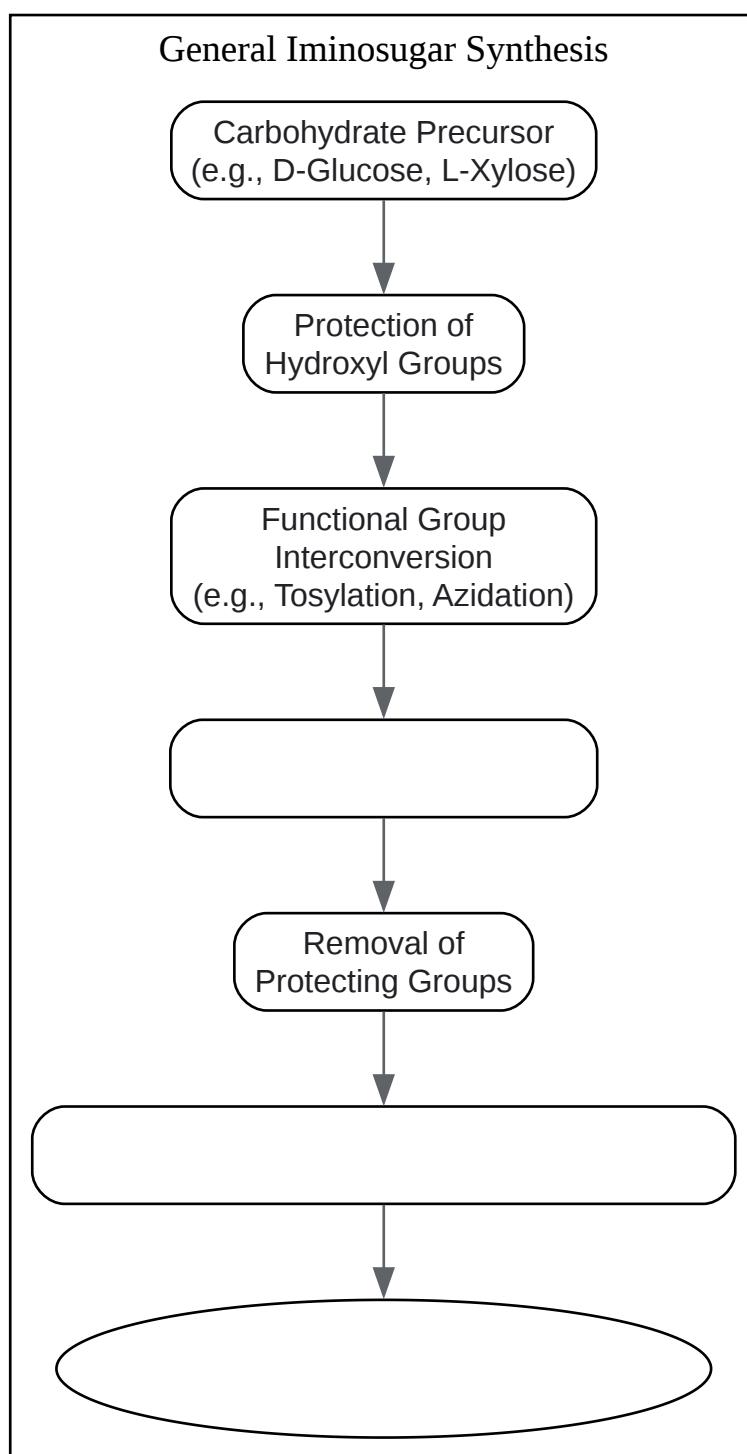 General Iminosugar Synthesis
Carbohydrate Precursor
(e.g., D-Glucose, L-Xylose)
Protection of
Hydroxyl Groups
Functional Group
Interconversion
(e.g., Tosylation, Azidation)
Removal of
Protecting Groups